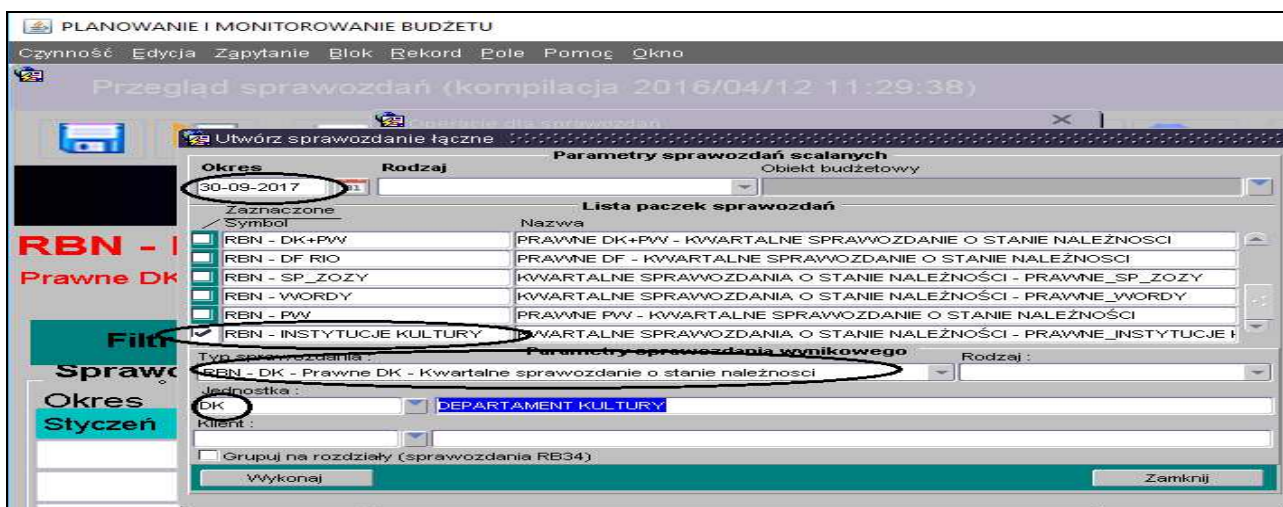 PLANOWANIE I MONITOROWANIE BUDŻETU
Czynność Edycja Zapytanie Blok Rekord Pole Pomoc Okno
Przegląd sprawozdań (kompilacja 2016/04/12 11:29:38)
Operacje dla sprawozdań
Utwórz sprawozdanie łączne
Parametry sprawozdań scalanych
Okres Rodzaj Obiekt budżetowy
30-09-2017
Zaznaczone Lista paczek sprawozdań
Symbol Nazwa
RBN - DK+PW PRAWNE DK+PW - KWARTALNE SPRAWOZDANIE O STANIE NALEŻNOSCI
RBN - DF RIO PRAWNE DF - KWARTALNE SPRAWOZDANIE O STANIE NALEŻNOSCI
RBN - SP_ZOZY KWARTALNE SPRAWOZDANIA O STANIE NALEŻNOŚCI - PRAWNE_SP_ZOZY
RBN - WORDY KWARTALNE SPRAWOZDANIA O STANIE NALEŻNOŚCI - PRAWNE_WORDY
RBN - PW PRAWNE PW - KWARTALNE SPRAWOZDANIE O STANIE NALEŻNOŚCI
RBN - INSTYTUCJE KULTURY KWARTALNE SPRAWOZDANIA O STANIE NALEŻNOŚCI - PRAWNE_INSTYTUCJE
RBN -
Prawne DK
Filtr
Sprawo
Okres
Styczeń
Parametry sprawozdania wynikowego
Typ sprawozdania : Rodzaj :
RBN - DK - Prawne DK - Kwartalne sprawozdanie o stanie należnosci
Jednostka :
DK DEPARTAMENT KULTURY
Klient :
Grupuj na rozdziały (sprawozdania RB34)
Wykonaj Zamknij